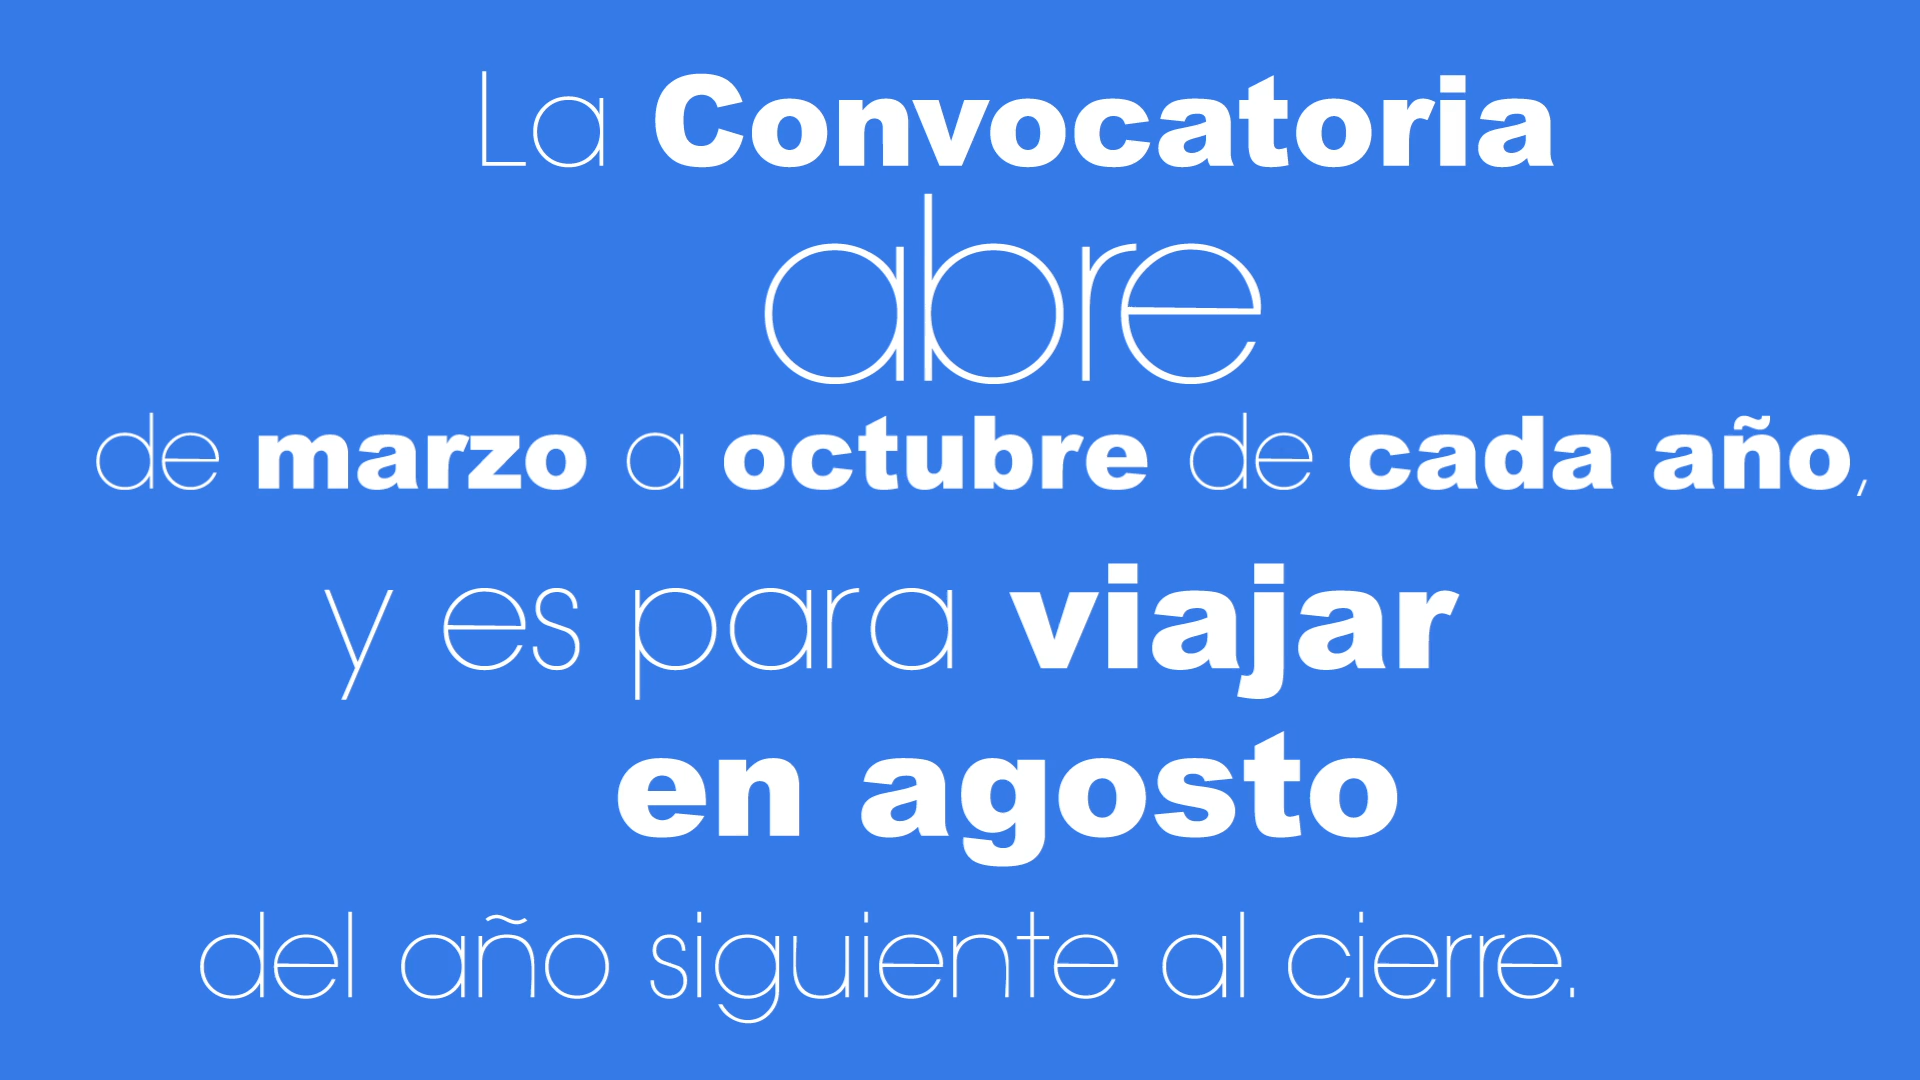 La Convocatoria
abre
de marzo a octubre de cada año,
y es para viajar
en agosto
del año siguiente al cierre.